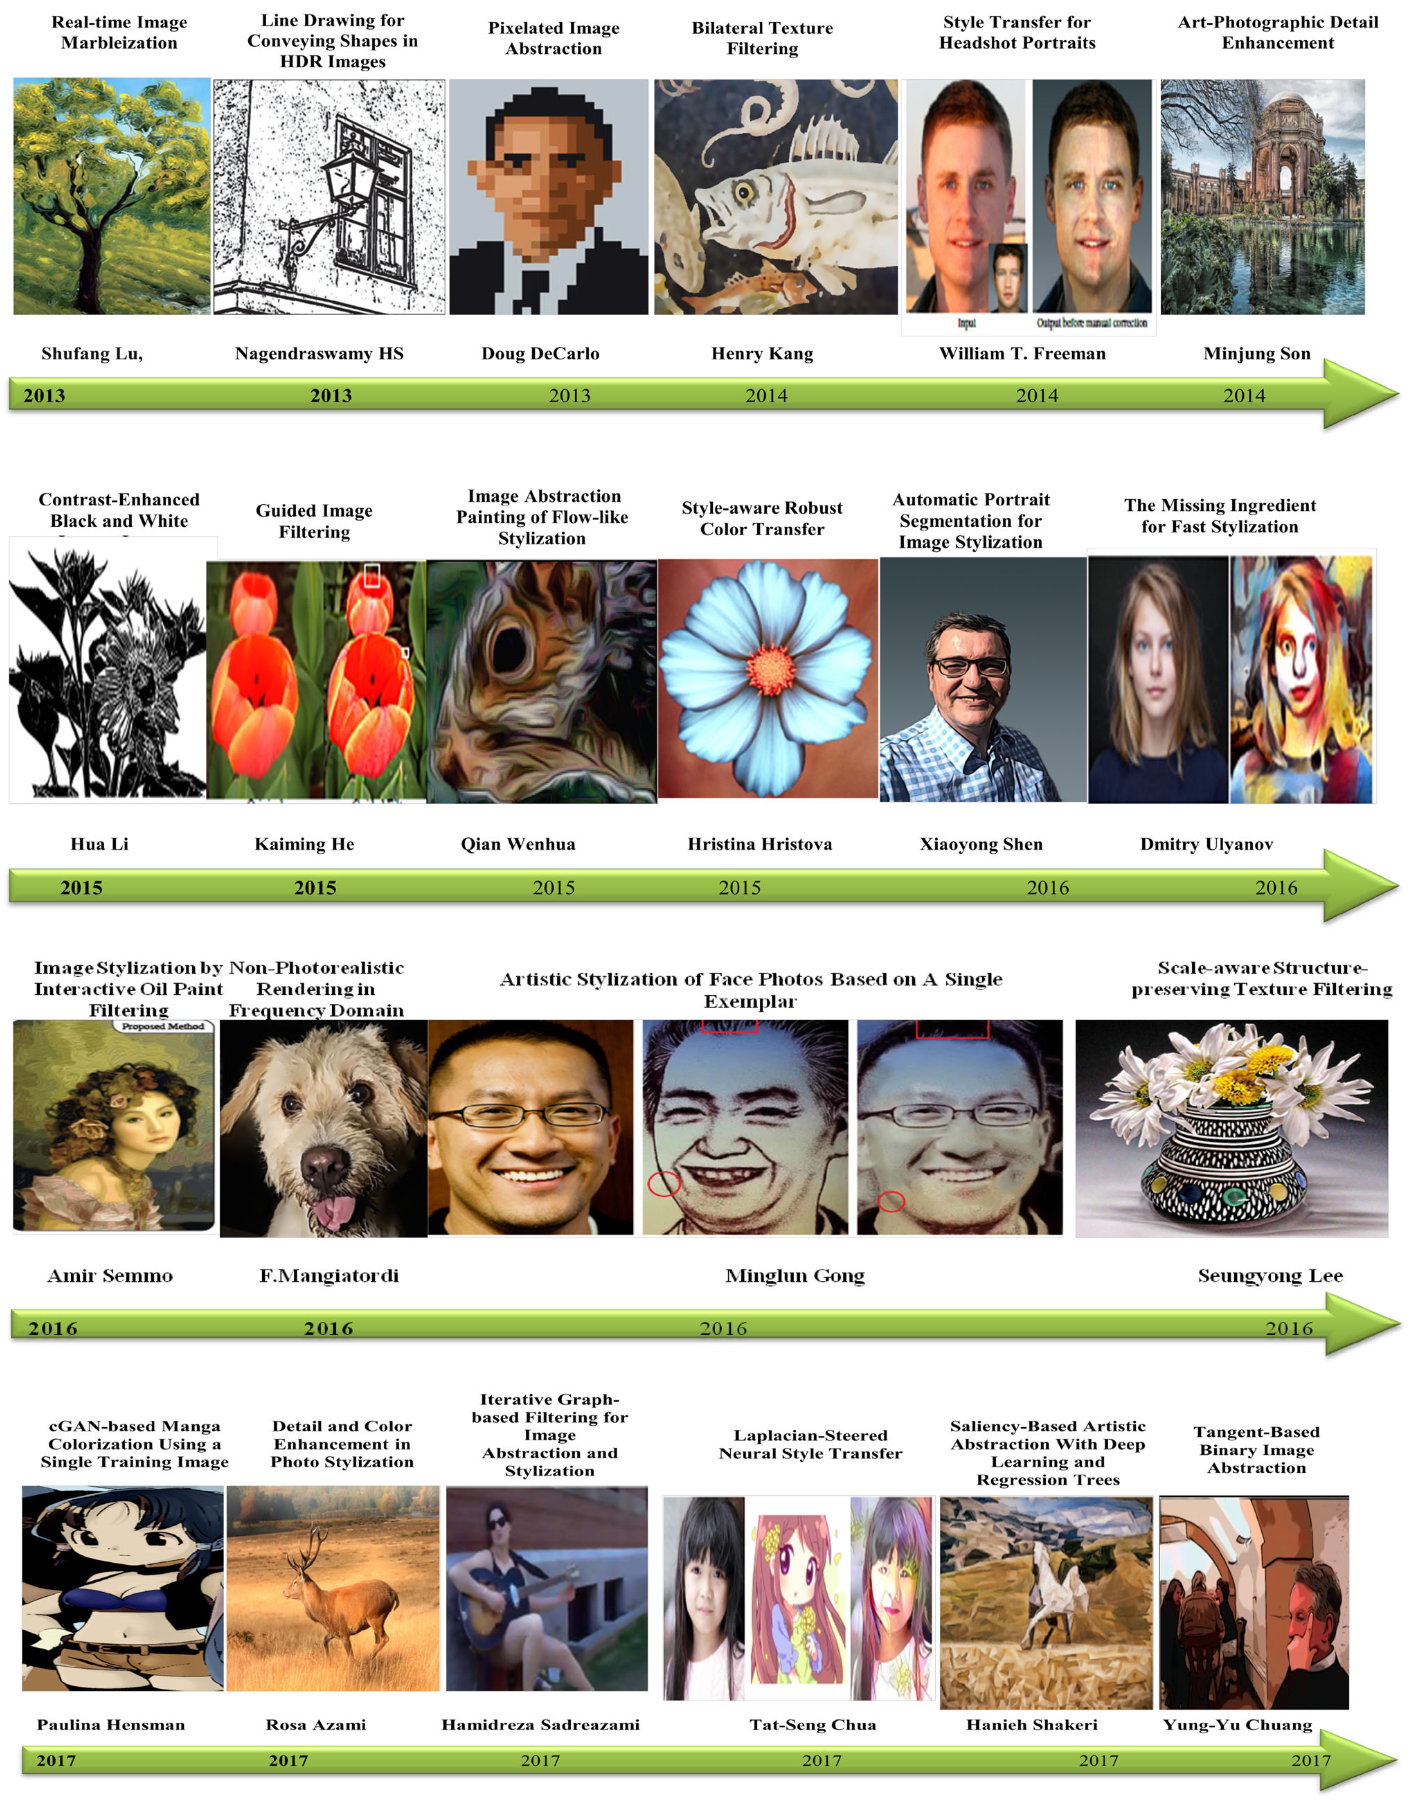 Real-time Image
Marbleization
Line Drawing for
Conveying Shapes in
HDR Images
Pixelated Image
Abstraction
Bilateral Texture
Filtering
Style Transfer for
Headshot Portraits
Art-Photographic Detail
Enhancement
Input
Output before manual correction
Shufang Lu,
Nagendraswamy HS
Doug DeCarlo
Henry Kang
William T. Freeman
Minjung Son
2013
2013
2013
2014
2014
2014
Contrast-Enhanced
Black and White
Guided Image
Filtering
Image Abstraction
Painting of Flow-like
Stylization
Style-aware Robust
Color Transfer
Automatic Portrait
Segmentation for
Image Stylization
The Missing Ingredient
for Fast Stylization
Hua Li
Kaiming He
Qian Wenhua
Hristina Hristova
Xiaoyong Shen
Dmitry Ulyanov
2015
2015
2015
2015
2016
2016
Image Stylization by
Interactive Oil Paint
Filtering
Non-Photorealistic
Rendering in
Frequency Domain
Artistic Stylization of Face Photos Based on A Single
Exemplar
Scale-aware Structure-
preserving Texture Filtering
Proposed Method
Amir Semmo
F.Mangiatordi
Minglun Gong
Seungyong Lee
2016
2016
2016
2016
cGAN-based Manga
Colorization Using a
Single Training Image
Detail and Color
Enhancement in
Photo Stylization
Iterative Graph-
based Filtering for
Image
Abstraction and
Stylization
Laplacian-Steered
Neural Style Transfer
Saliency-Based Artistic
Abstraction With Deep
Learning and
Regression Trees
Tangent-Based
Binary Image
Abstraction
Paulina Hensman
Rosa Azami
Hamidreza Sadreazami
Tat-Seng Chua
Hanieh Shakeri
Yung-Yu Chuang
2017
2017
2017
2017
2017
2017